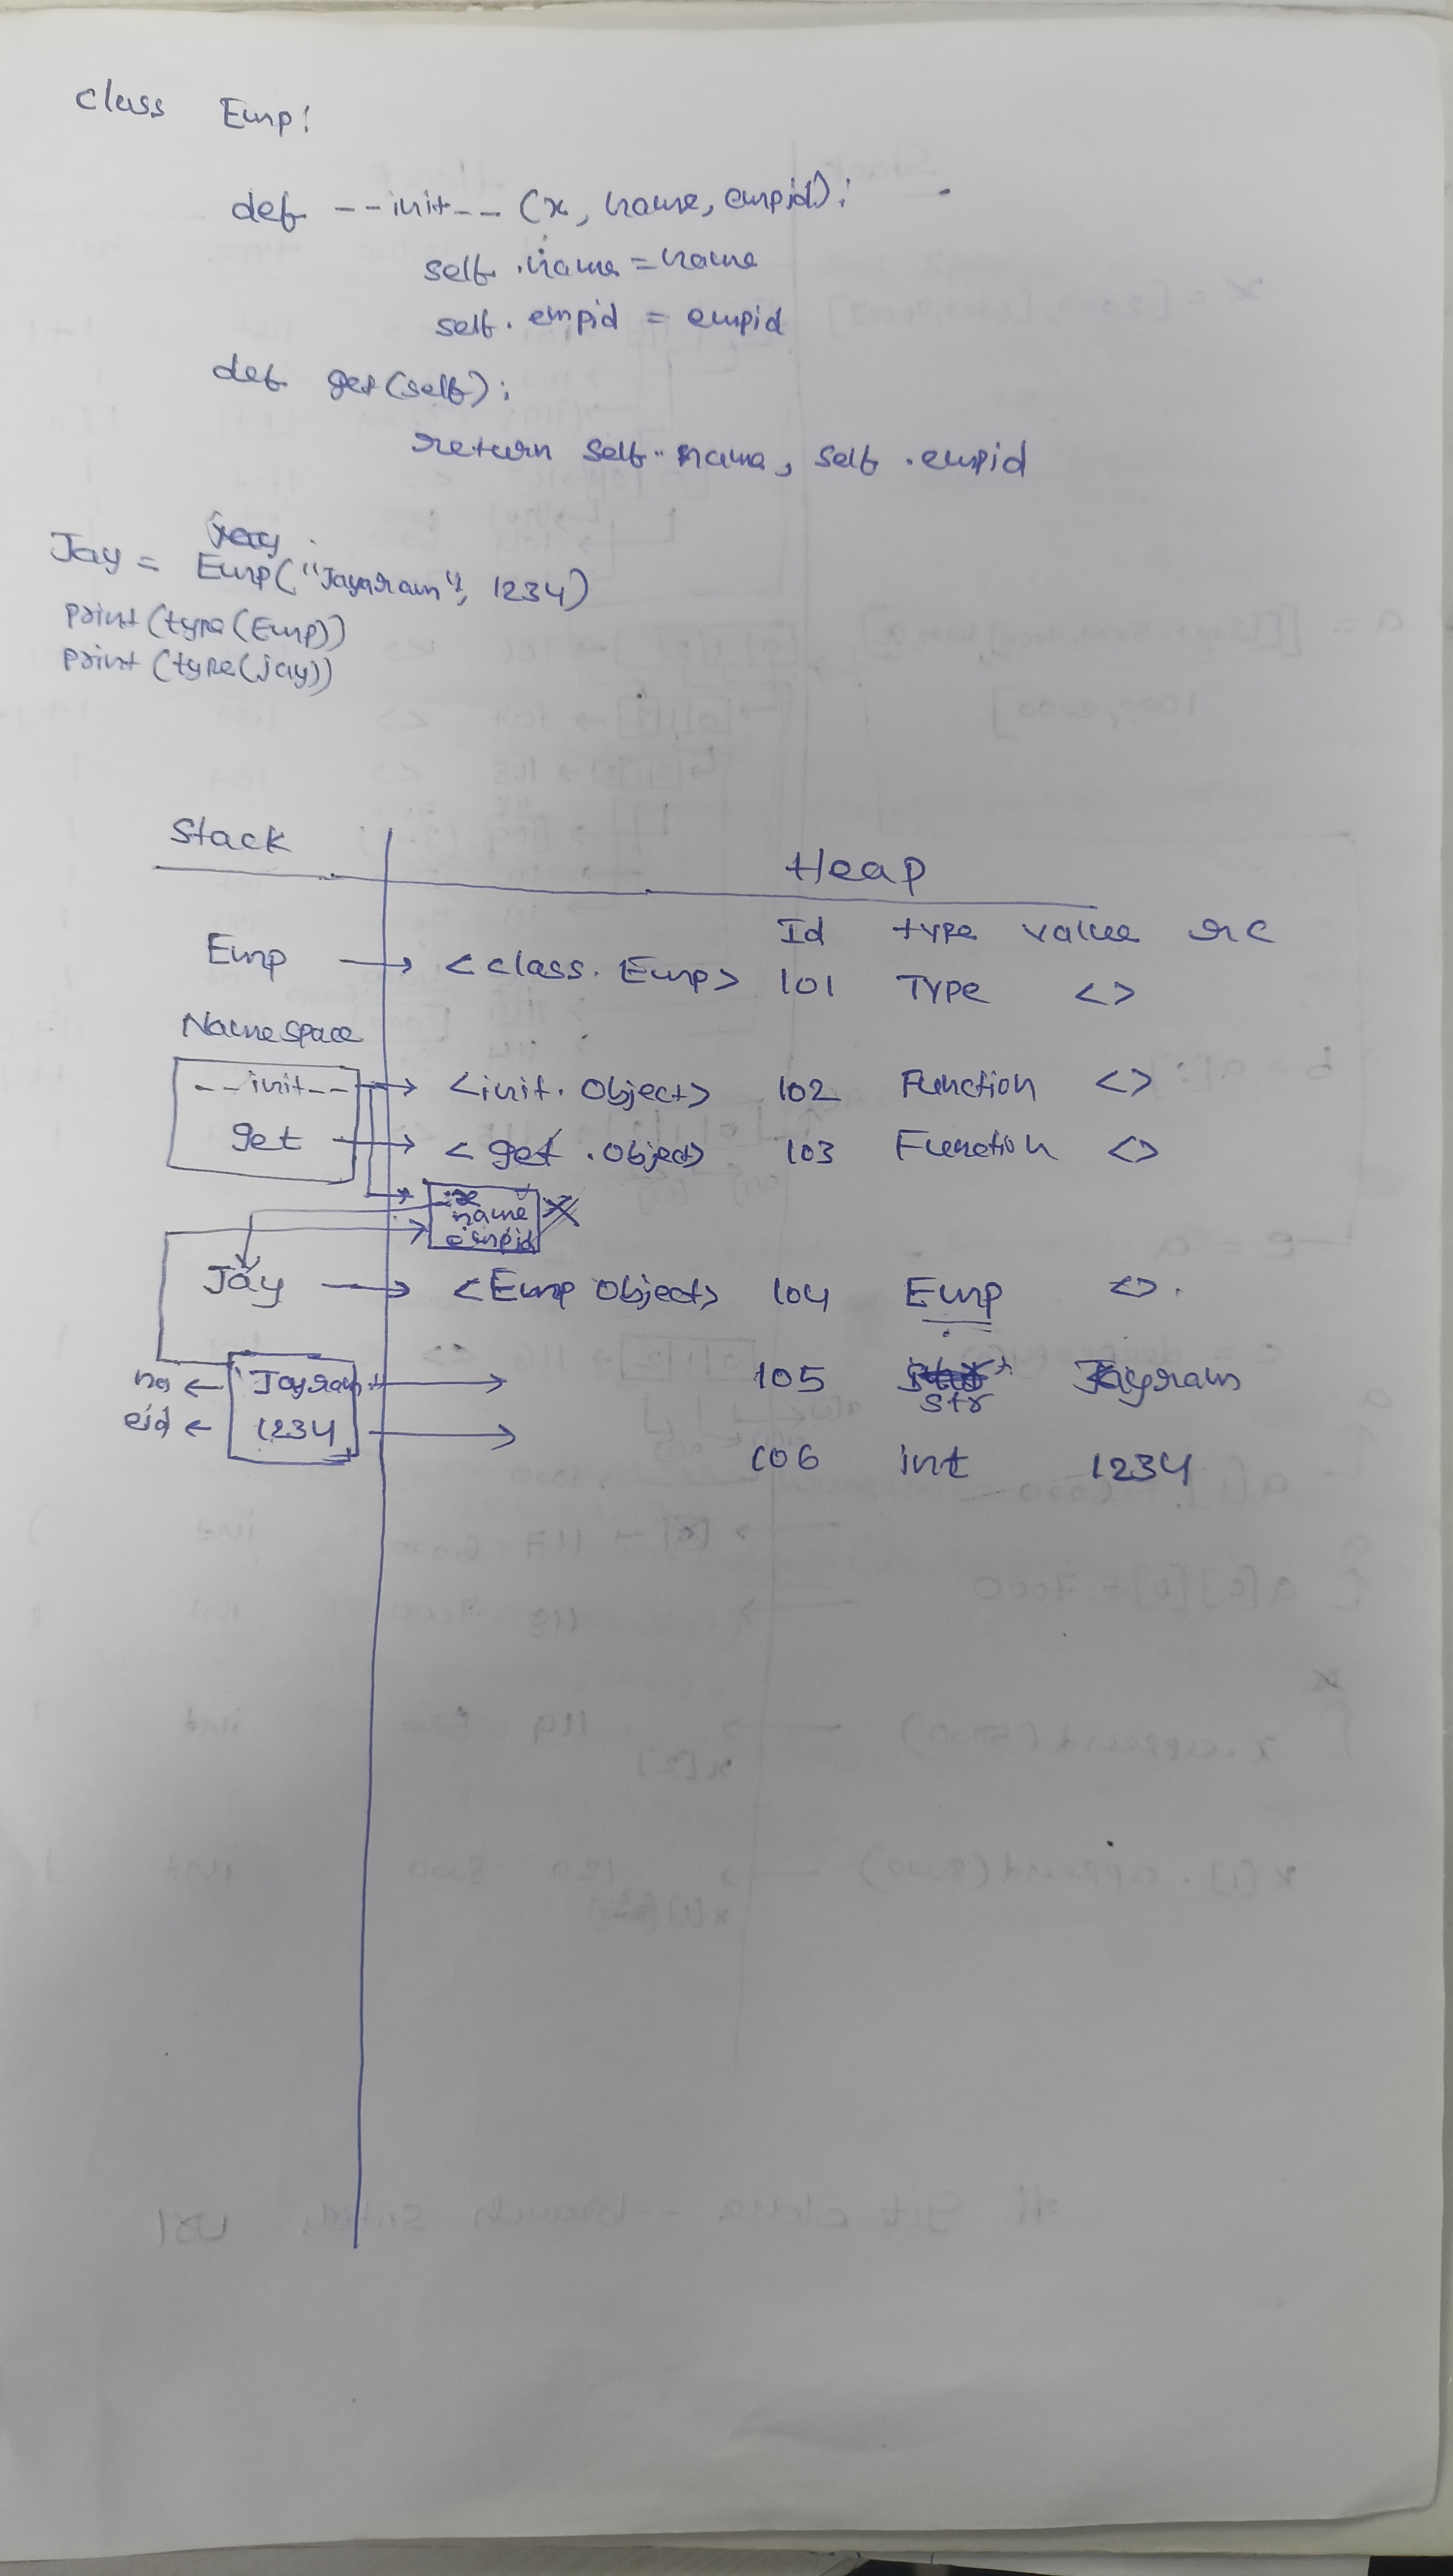 class Emp:
def __init__(x, name, empid):
self.name = name
self.empid = empid
def get(self):
return self.name, self.empid
Jay = Emp("Jayaram", 1234)
print(type(Emp))
print(type(jay))
Stack
Heap
Id type value rc
Emp → <class. Emp> 101 Type <>
Namespace
__init__ → <init. Object> 102 Function <>
get → <get. Object> 103 Function <>
name
empid
Jay → <Emp Object> 104 Emp <>.
na ← Jayram → 105 str Jayram
eid ← 1234 → 106 int 1234